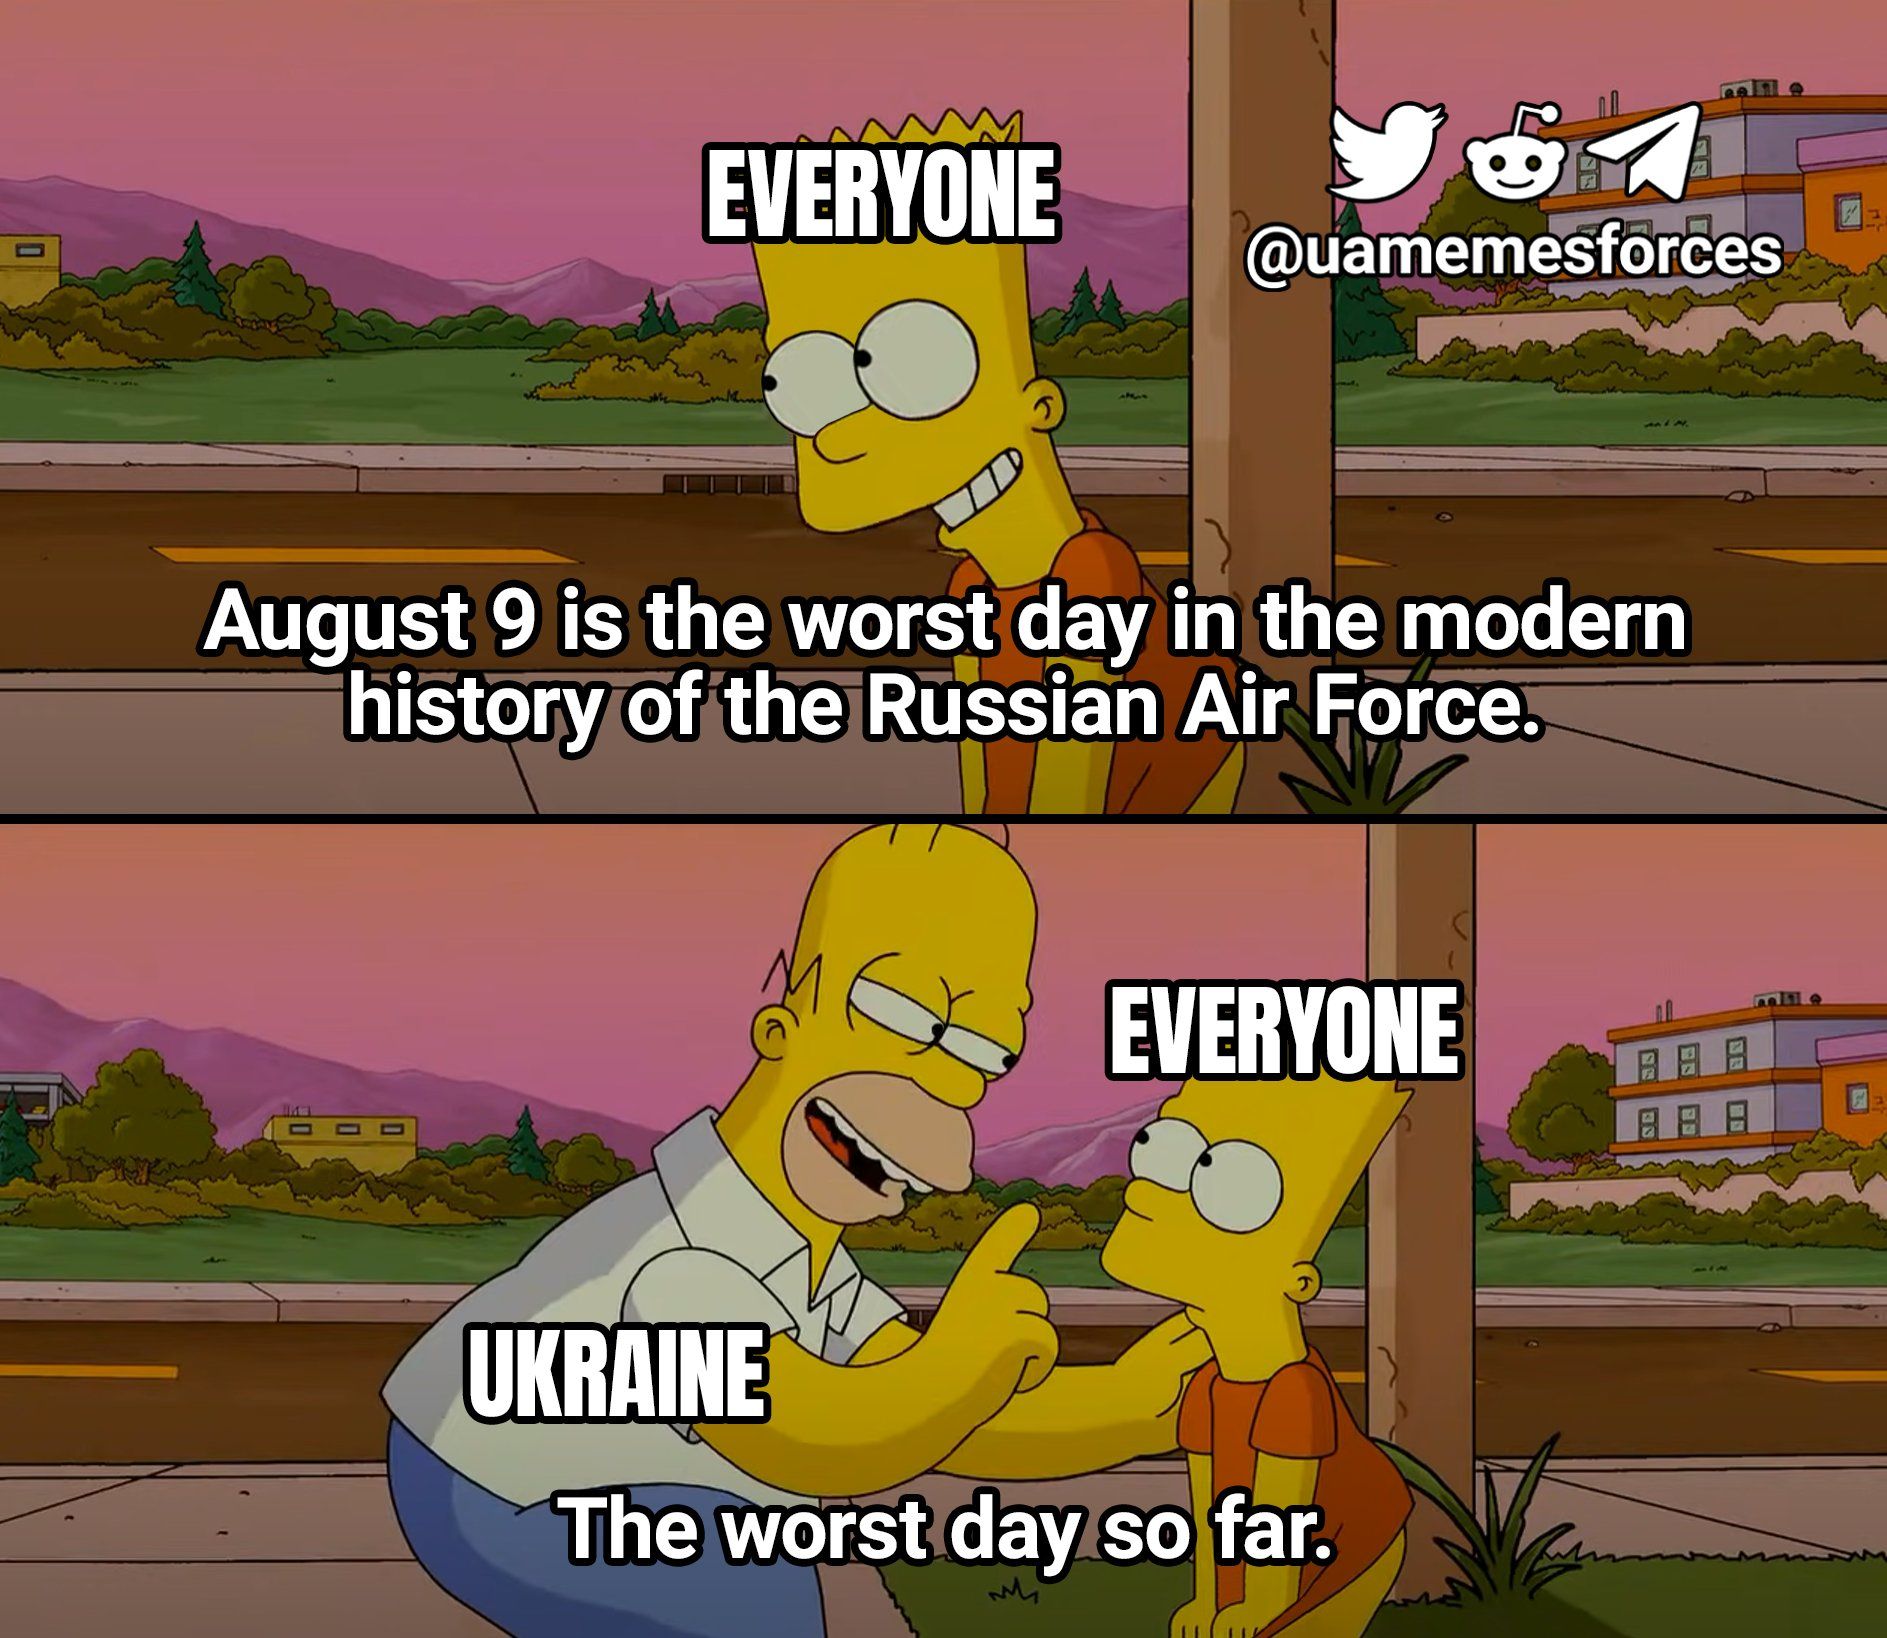 EVERYONE
@uamemesforces
August 9 is the worst day in the modern
history of the Russian Air Force.
EVERYONE
UKRAINE
The worst day so far.